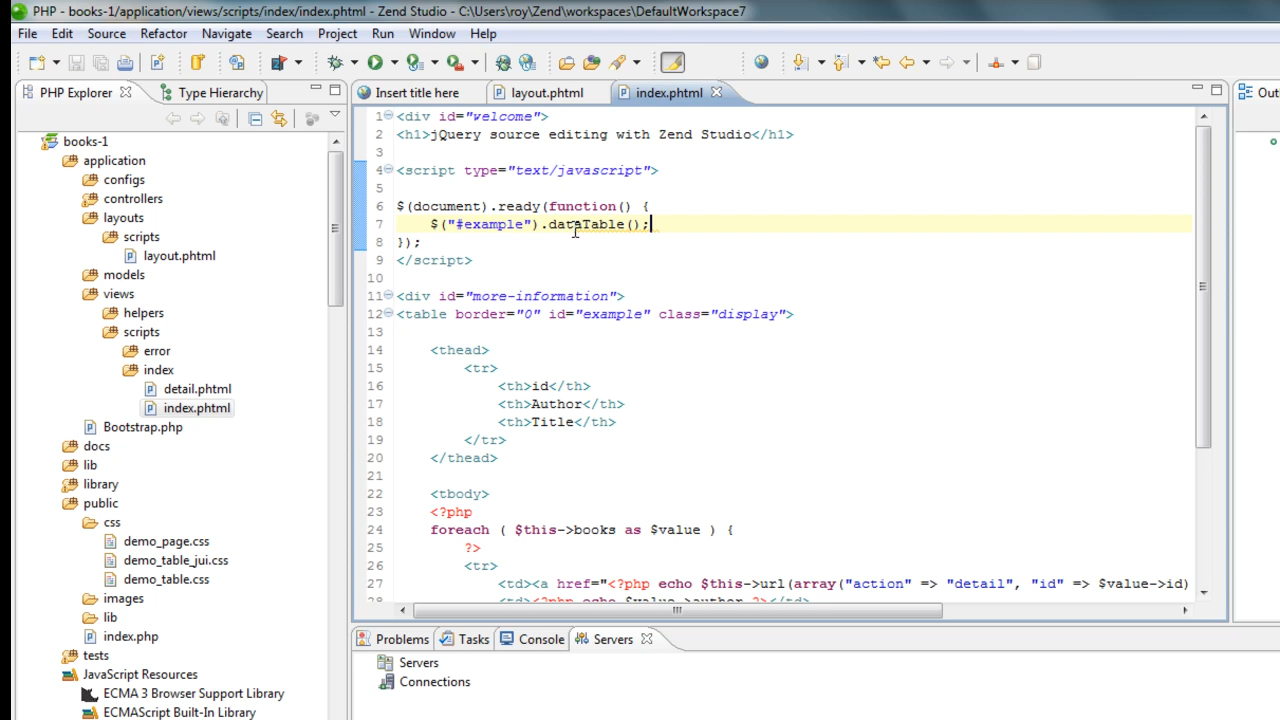 PHP - books-1/application/views/scripts/index/index.phtml - Zend Studio - C:\Users\roy\Zend\workspaces\DefaultWorkspace7
File Edit Source Refactor Navigate Search Project Run Window Help
PHP Explorer Type Hierarchy
books-1
application
configs
controllers
layouts
scripts
layout.phtml
models
views
helpers
scripts
error
index
detail.phtml
index.phtml
Bootstrap.php
docs
lib
library
public
css
demo_page.css
demo_table_jui.css
demo_table.css
images
lib
index.php
tests
JavaScript Resources
ECMA 3 Browser Support Library
ECMAScript Built-In Library
Insert title here layout.phtml index.phtml
1 <div id="welcome">
2 <h1>jQuery source editing with Zend Studio</h1>
3
4 <script type="text/javascript">
5
6 $(document).ready(function() {
7 $("#example").dataTable();
8 });
9 </script>
10
11 <div id="more-information">
12 <table border="0" id="example" class="display">
13
14 <thead>
15 <tr>
16 <th>id</th>
17 <th>Author</th>
18 <th>Title</th>
19 </tr>
20 </thead>
21
22 <tbody>
23 <?php
24 foreach ( $this->books as $value ) {
25 ?>
26 <tr>
27 <td><a href="<?php echo $this->url(array("action" => "detail", "id" => $value->id)
28 <td><?php echo $value->author ?></td>
Outl
Problems Tasks Console Servers
Servers
Connections